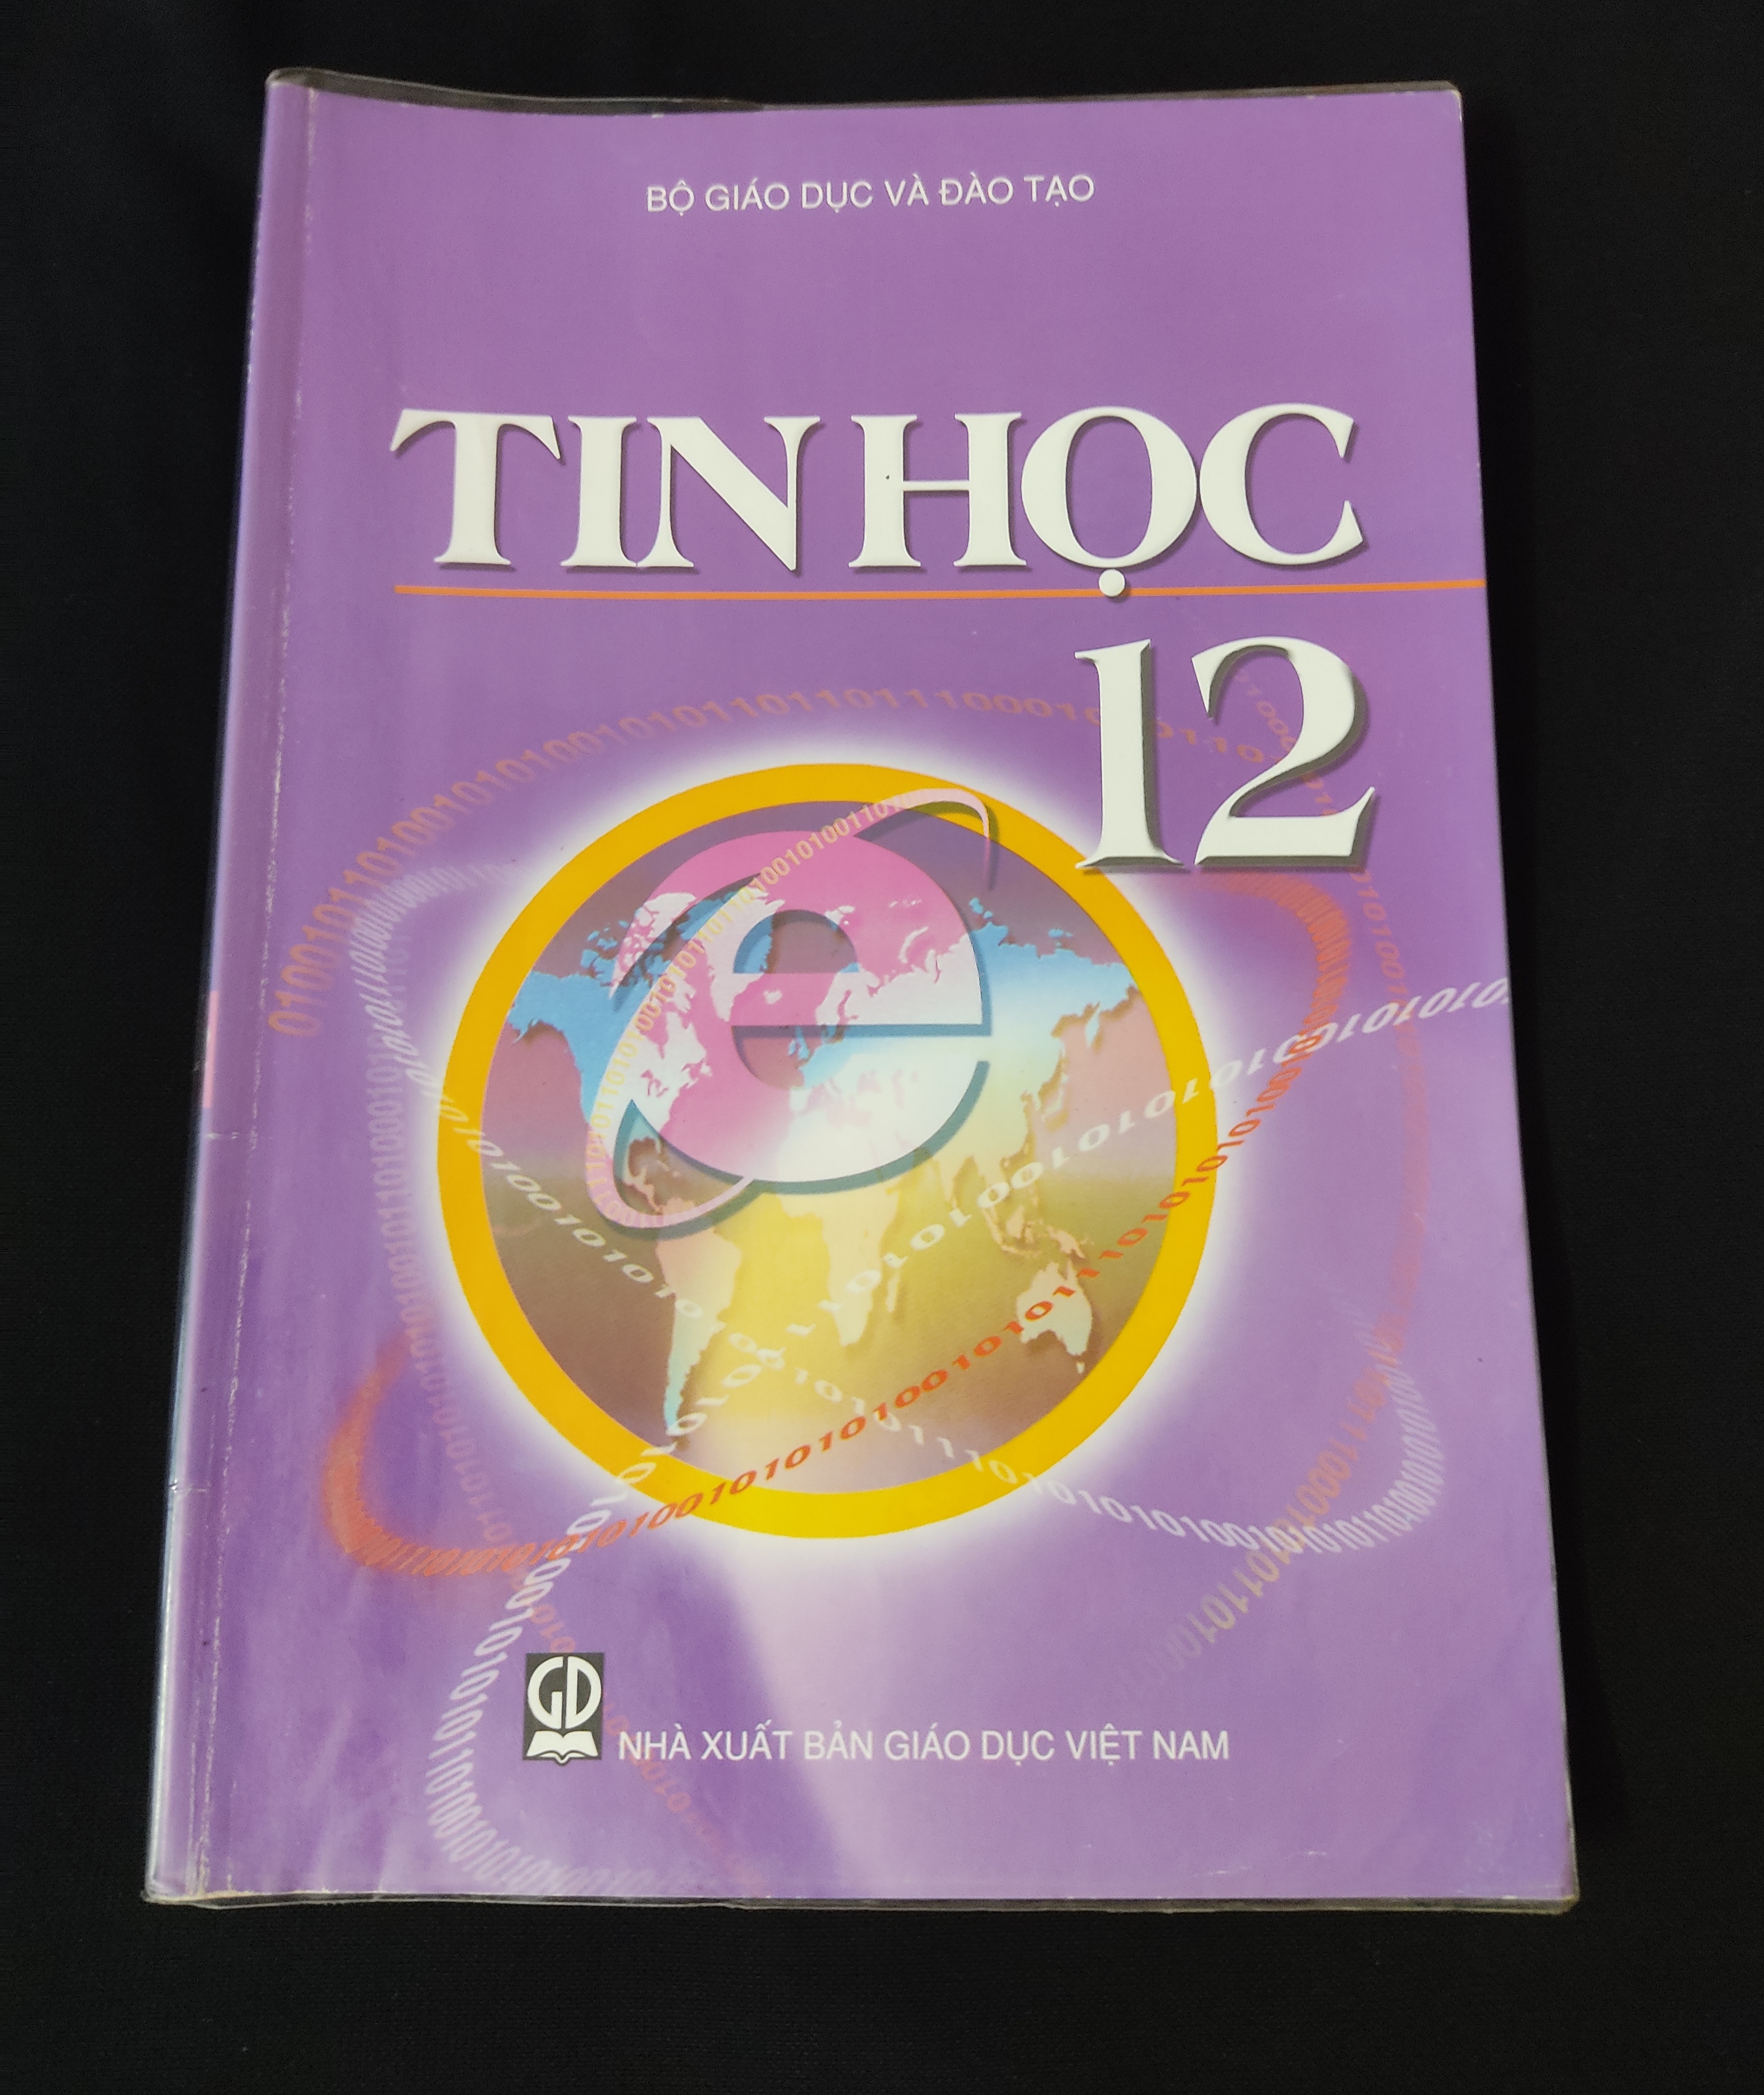 BỘ GIÁO DỤC VÀ ĐÀO TẠO
TIN HỌC
12
e
GD
NHÀ XUẤT BẢN GIÁO DỤC VIỆT NAM